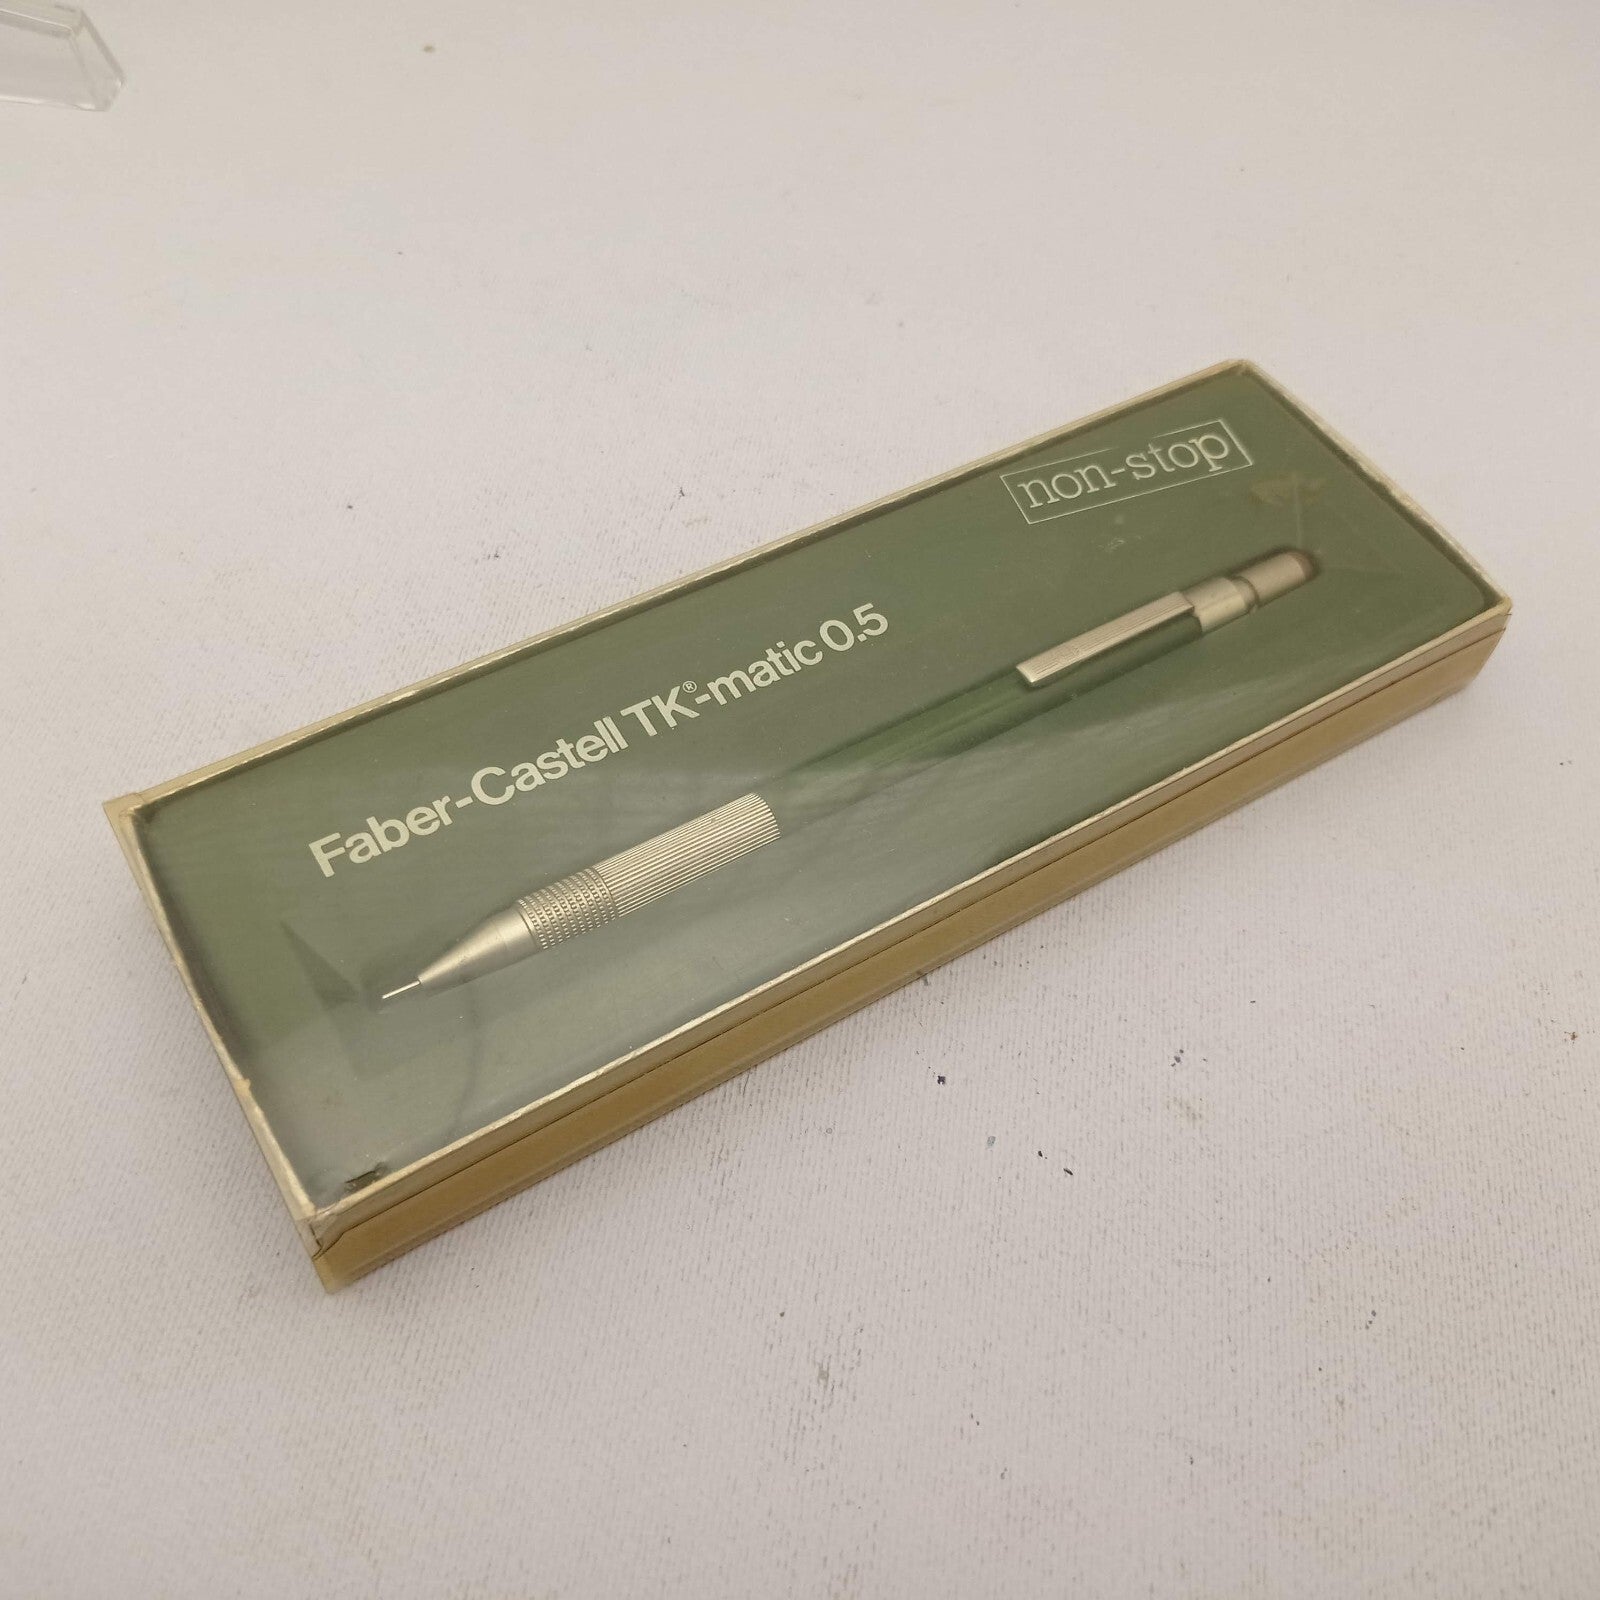 non-stop
Faber-Castell TK®-matic 0.5